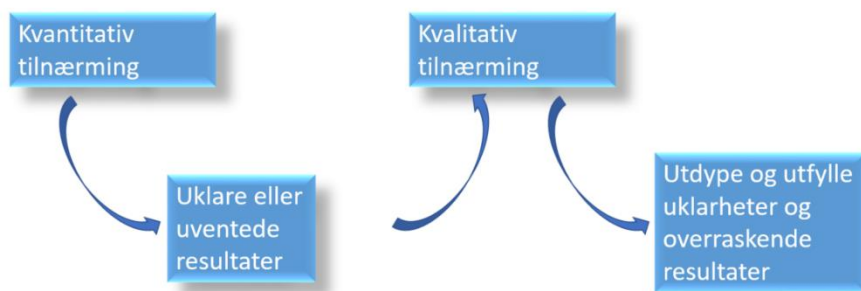 Kvantitativ
tilnærming
Kvalitativ
tilnærming
Uklare eller
uventede
resultater
Utdype og utfylle
uklarheter og
overraskende
resultater